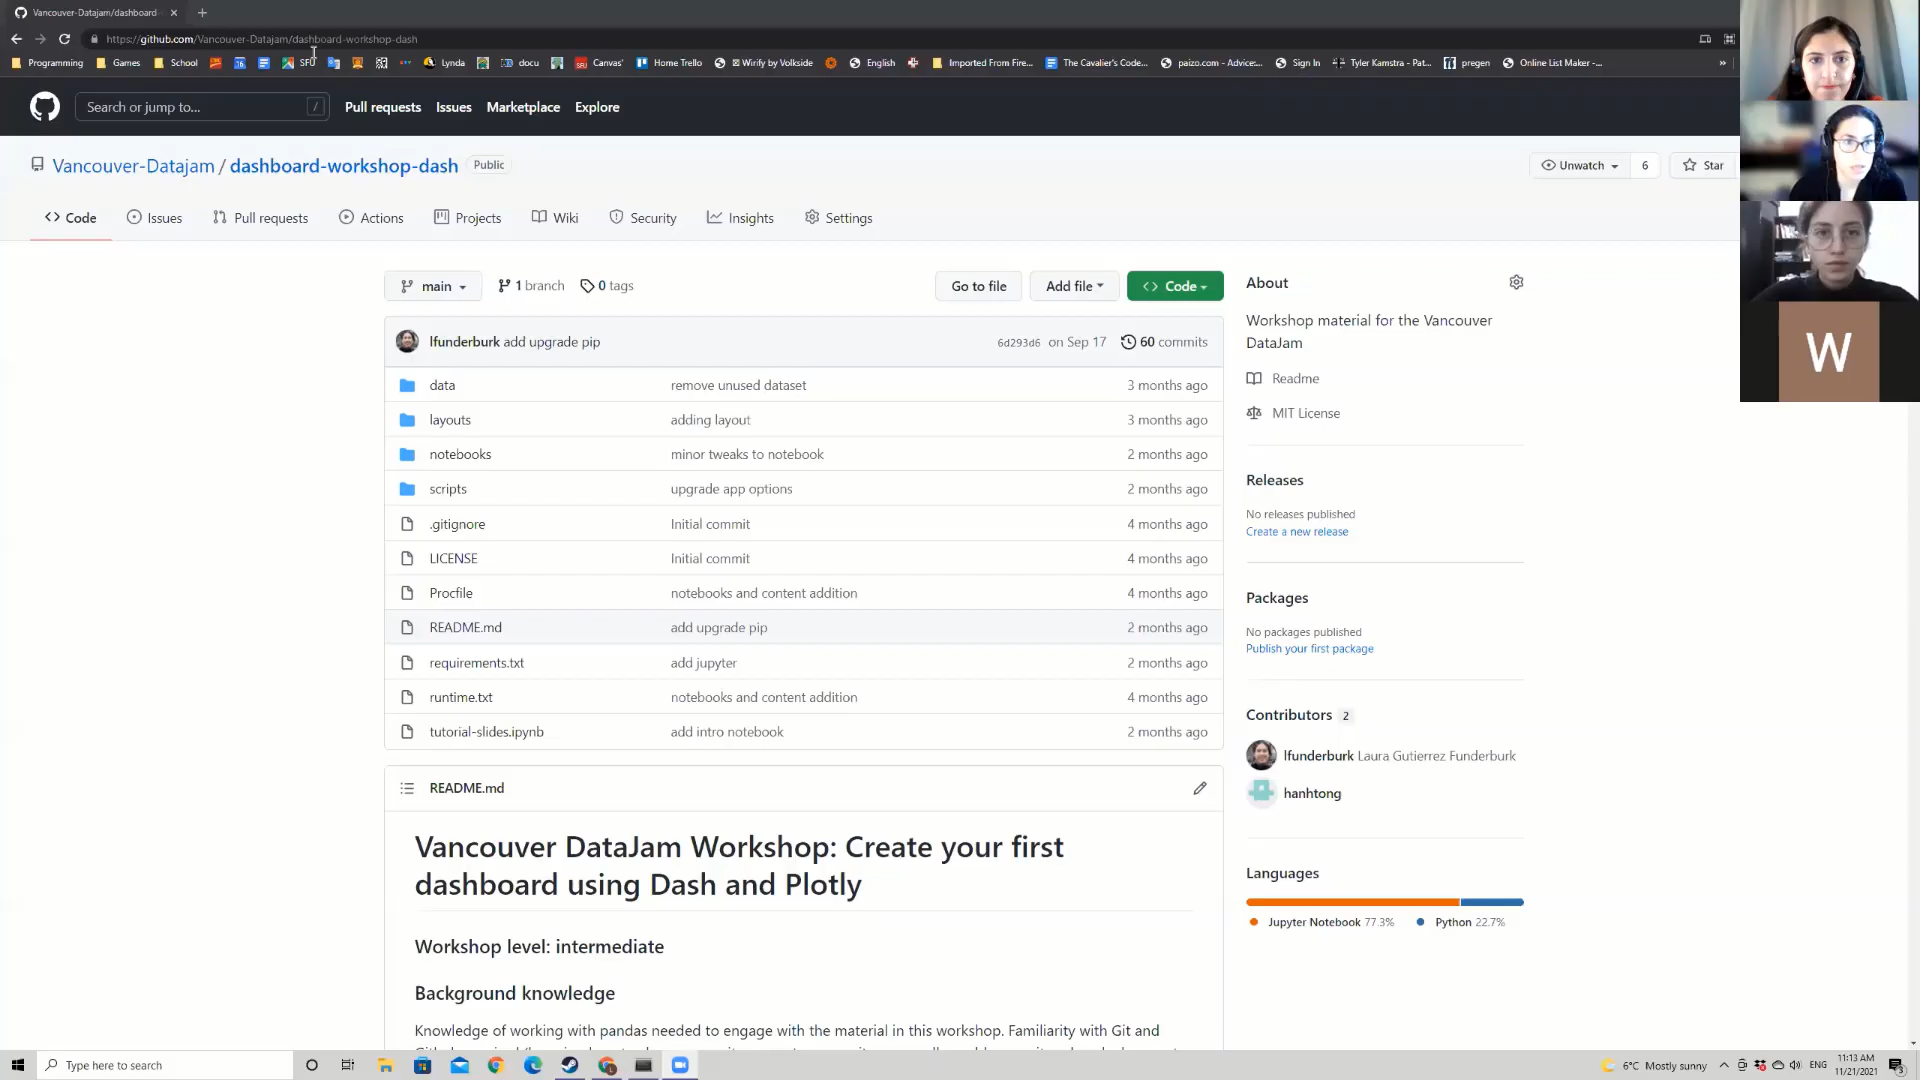 Vancouver-Datajam/dashboard-
https://github.com/Vancouver-Datajam/dashboard-workshop-dash
Programming Games School SFU Lynda docu Canvas' Home Trello Wirify by Volkside English Imported From Fire... The Cavalier's Code... paizo.com - Advice:... Sign In Tyler Kamstra - Pat... pregen Online List Maker -... »
Search or jump to... / Pull requests Issues Marketplace Explore
Vancouver-Datajam / dashboard-workshop-dash Public Unwatch 6 Star
Code Issues Pull requests Actions Projects Wiki Security Insights Settings
main 1 branch 0 tags Go to file Add file Code
lfunderburk add upgrade pip 6d293d6 on Sep 17 60 commits
data remove unused dataset 3 months ago
layouts adding layout 3 months ago
notebooks minor tweaks to notebook 2 months ago
scripts upgrade app options 2 months ago
.gitignore Initial commit 4 months ago
LICENSE Initial commit 4 months ago
Procfile notebooks and content addition 4 months ago
README.md add upgrade pip 2 months ago
requirements.txt add jupyter 2 months ago
runtime.txt notebooks and content addition 4 months ago
tutorial-slides.ipynb add intro notebook 2 months ago
README.md
Vancouver DataJam Workshop: Create your first
dashboard using Dash and Plotly
Workshop level: intermediate
Background knowledge
Knowledge of working with pandas needed to engage with the material in this workshop. Familiarity with Git and
About
Workshop material for the Vancouver
DataJam
Readme
MIT License
Releases
No releases published
Create a new release
Packages
No packages published
Publish your first package
Contributors 2
lfunderburk Laura Gutierrez Funderburk
hanhtong
Languages
Jupyter Notebook 77.3% Python 22.7%
W
Type here to search
6°C Mostly sunny ENG 11:13 AM
11/21/2021
3